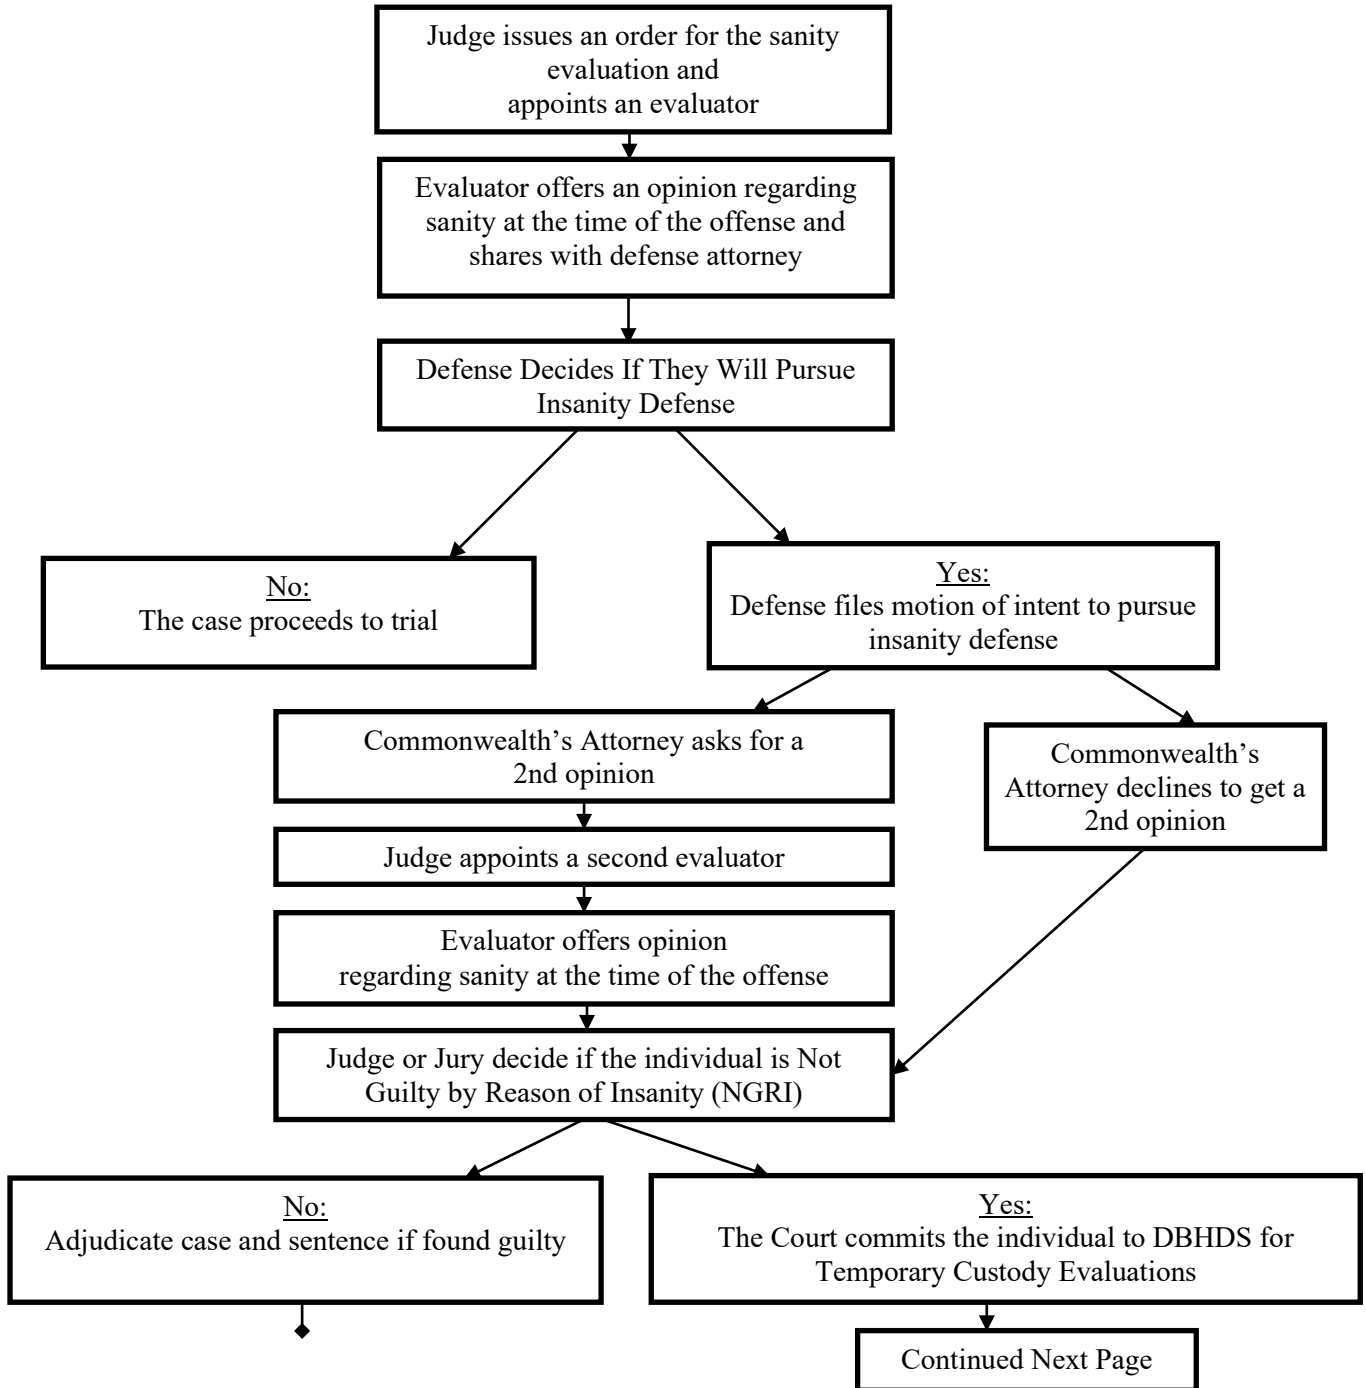 Judge issues an order for the sanity
evaluation and
appoints an evaluator
Evaluator offers an opinion regarding
sanity at the time of the offense and
shares with defense attorney
Defense Decides If They Will Pursue
Insanity Defense
No:
The case proceeds to trial
Yes:
Defense files motion of intent to pursue
insanity defense
Commonwealth’s Attorney asks for a
2nd opinion
Commonwealth’s
Attorney declines to get a
2nd opinion
Judge appoints a second evaluator
Evaluator offers opinion
regarding sanity at the time of the offense
Judge or Jury decide if the individual is Not
Guilty by Reason of Insanity (NGRI)
No:
Adjudicate case and sentence if found guilty
Yes:
The Court commits the individual to DBHDS for
Temporary Custody Evaluations
Continued Next Page